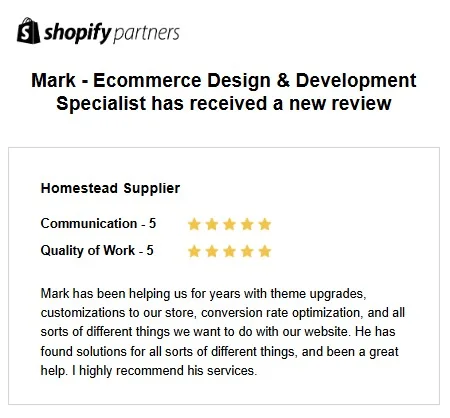 shopify partners
Mark - Ecommerce Design & Development
Specialist has received a new review
Homestead Supplier
Communication - 5
Quality of Work - 5
Mark has been helping us for years with theme upgrades,
customizations to our store, conversion rate optimization, and all
sorts of different things we want to do with our website. He has
found solutions for all sorts of different things, and been a great
help. I highly recommend his services.